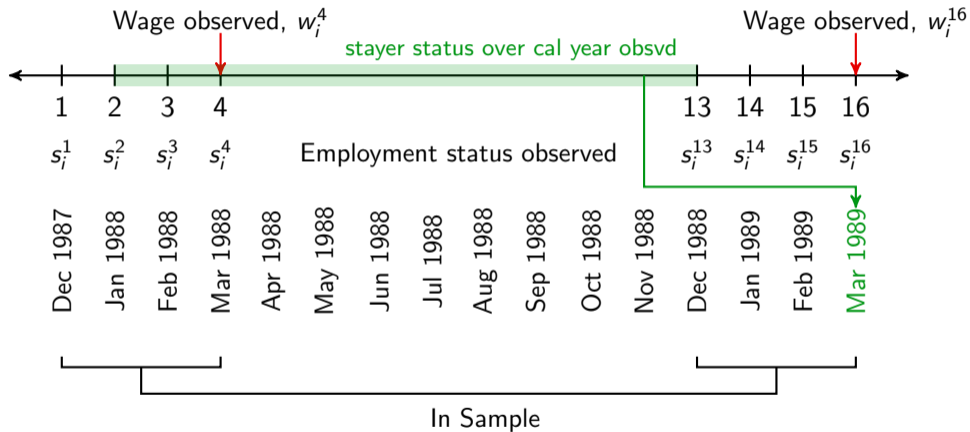 Wage observed, w_i^4
Wage observed, w_i^16
stayer status over cal year obsvd
1 2 3 4 13 14 15 16
s_i^1 s_i^2 s_i^3 s_i^4 Employment status observed s_i^13 s_i^14 s_i^15 s_i^16
Dec 1987
Jan 1988
Feb 1988
Mar 1988
Apr 1988
May 1988
Jun 1988
Jul 1988
Aug 1988
Sep 1988
Oct 1988
Nov 1988
Dec 1988
Jan 1989
Feb 1989
Mar 1989
In Sample